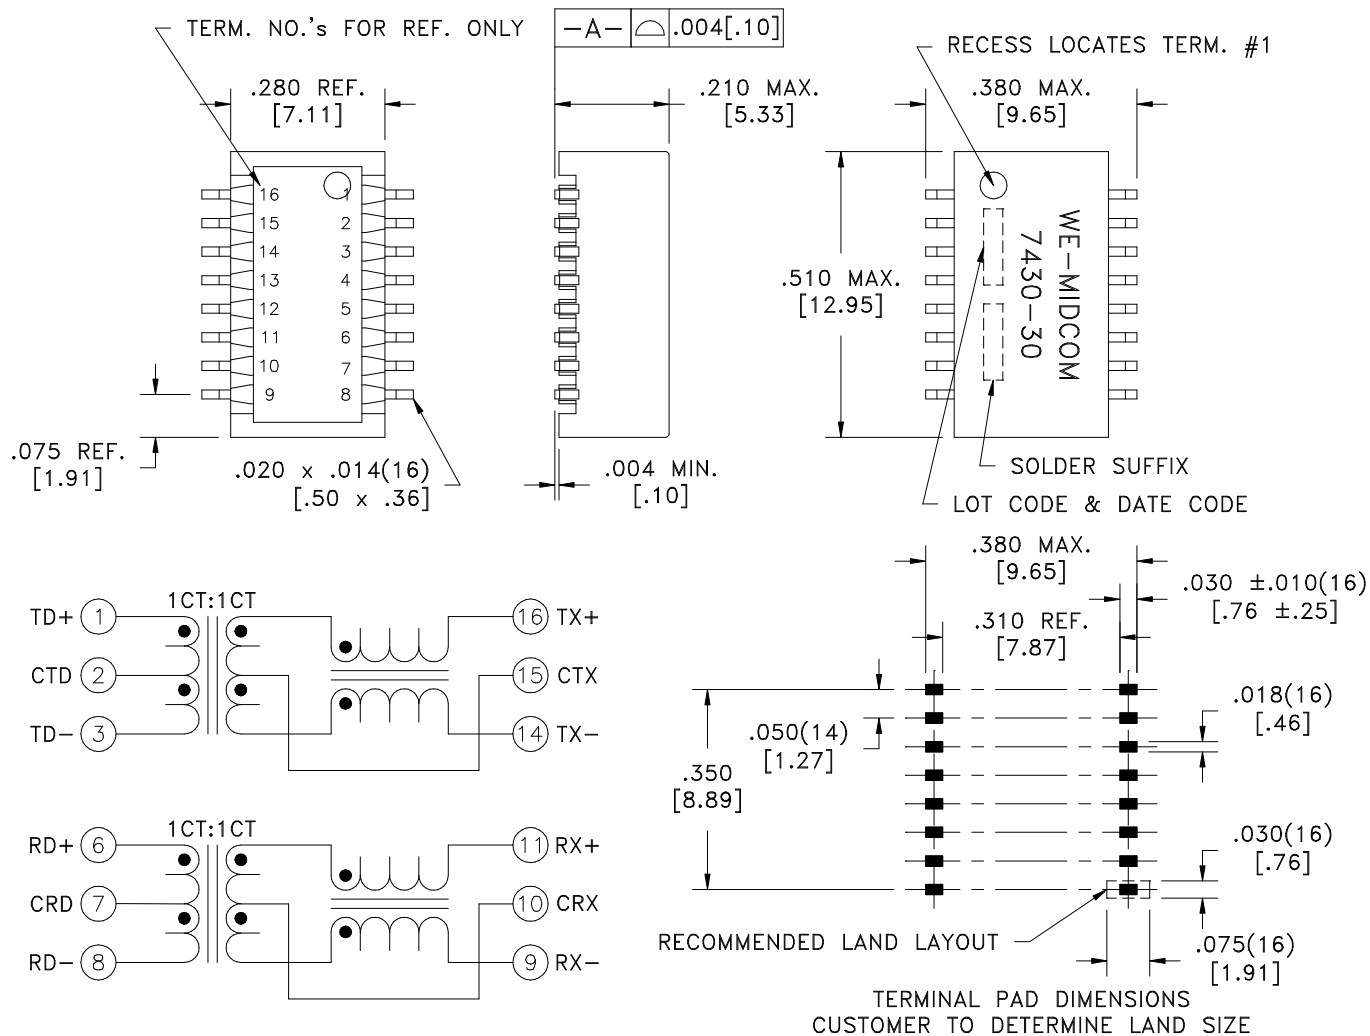 TERM. NO.'s FOR REF. ONLY
-A- .004[.10]
RECESS LOCATES TERM. #1
.280 REF.
[7.11]
.210 MAX.
[5.33]
.380 MAX.
[9.65]
16 1
15 2
14 3
13 4
12 5
11 6
10 7
9 8
WE-MIDCOM
7430-30
.510 MAX.
[12.95]
.075 REF.
[1.91]
.020 x .014(16)
[.50 x .36]
.004 MIN.
[.10]
SOLDER SUFFIX
LOT CODE & DATE CODE
1CT:1CT
TD+ 1
CTD 2
TD- 3
16 TX+
15 CTX
14 TX-
1CT:1CT
RD+ 6
CRD 7
RD- 8
11 RX+
10 CRX
9 RX-
.380 MAX.
[9.65]
.030 ±.010(16)
[.76 ±.25]
.310 REF.
[7.87]
.018(16)
[.46]
.050(14)
[1.27]
.350
[8.89]
.030(16)
[.76]
RECOMMENDED LAND LAYOUT
.075(16)
[1.91]
TERMINAL PAD DIMENSIONS
CUSTOMER TO DETERMINE LAND SIZE